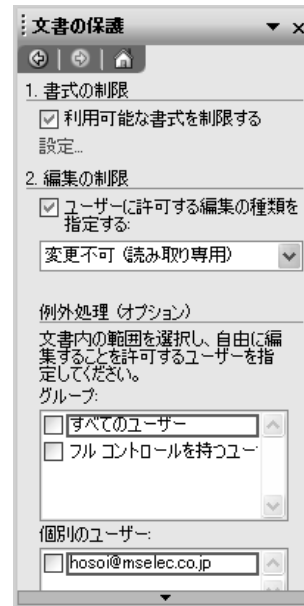 文書の保護
1. 書式の制限
利用可能な書式を制限する
設定...
2. 編集の制限
ユーザーに許可する編集の種類を
指定する:
変更不可 (読み取り専用)
例外処理 (オプション)
文書内の範囲を選択し、自由に編
集することを許可するユーザーを指
定してください。
グループ:
すべてのユーザー
フル コントロールを持つユー
個別のユーザー:
hosoi@mselec.co.jp